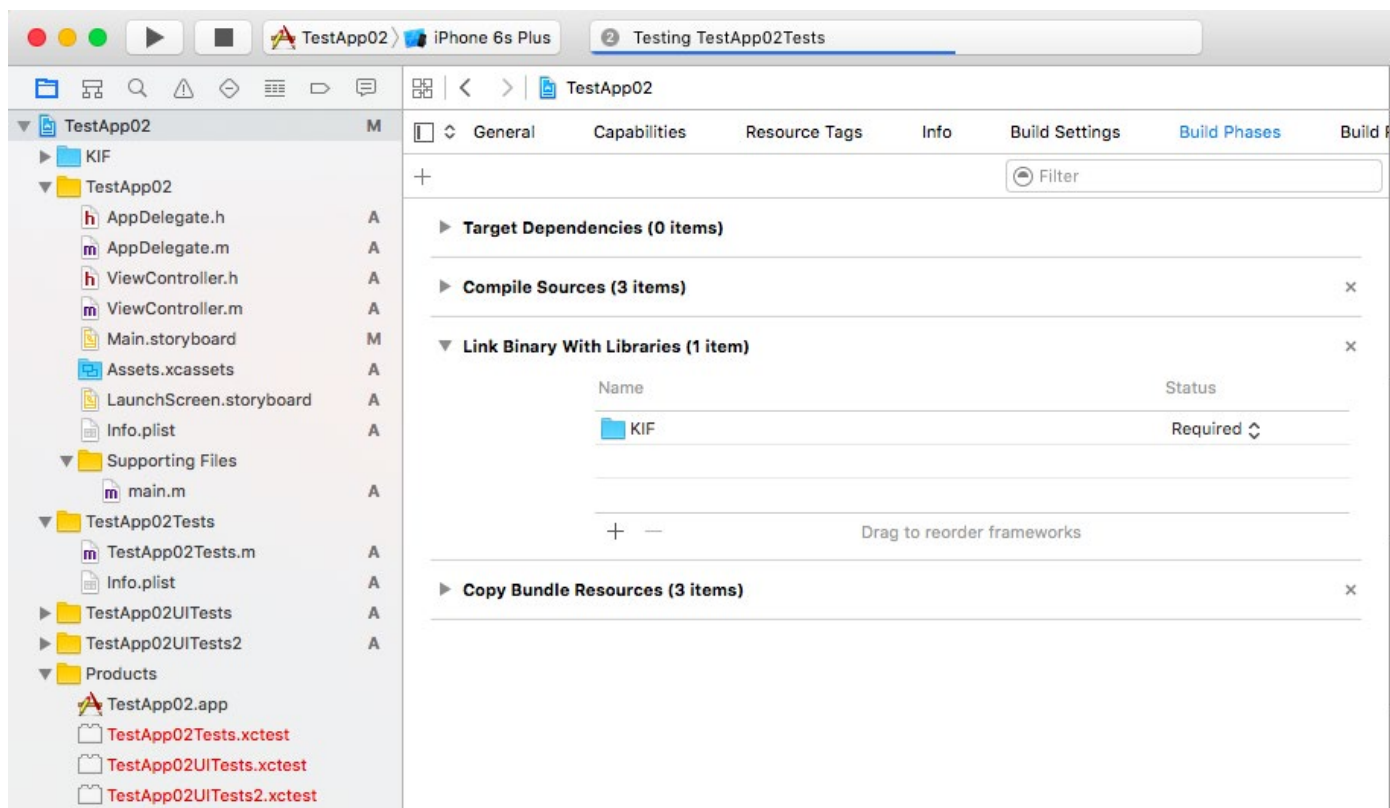 TestApp02 〉 iPhone 6s Plus
2 Testing TestApp02Tests
TestApp02
TestApp02 M
General Capabilities Resource Tags Info Build Settings Build Phases Build
KIF
Filter
TestApp02
AppDelegate.h A
Target Dependencies (0 items)
AppDelegate.m A
ViewController.h A
Compile Sources (3 items)
ViewController.m A
Main.storyboard M
Link Binary With Libraries (1 item)
Assets.xcassets A
Name Status
LaunchScreen.storyboard A
Info.plist A
KIF Required
Supporting Files
main.m A
TestApp02Tests
Drag to reorder frameworks
TestApp02Tests.m A
Info.plist A
Copy Bundle Resources (3 items)
TestApp02UITests A
TestApp02UITests2 A
Products
TestApp02.app
TestApp02Tests.xctest
TestApp02UITests.xctest
TestApp02UITests2.xctest